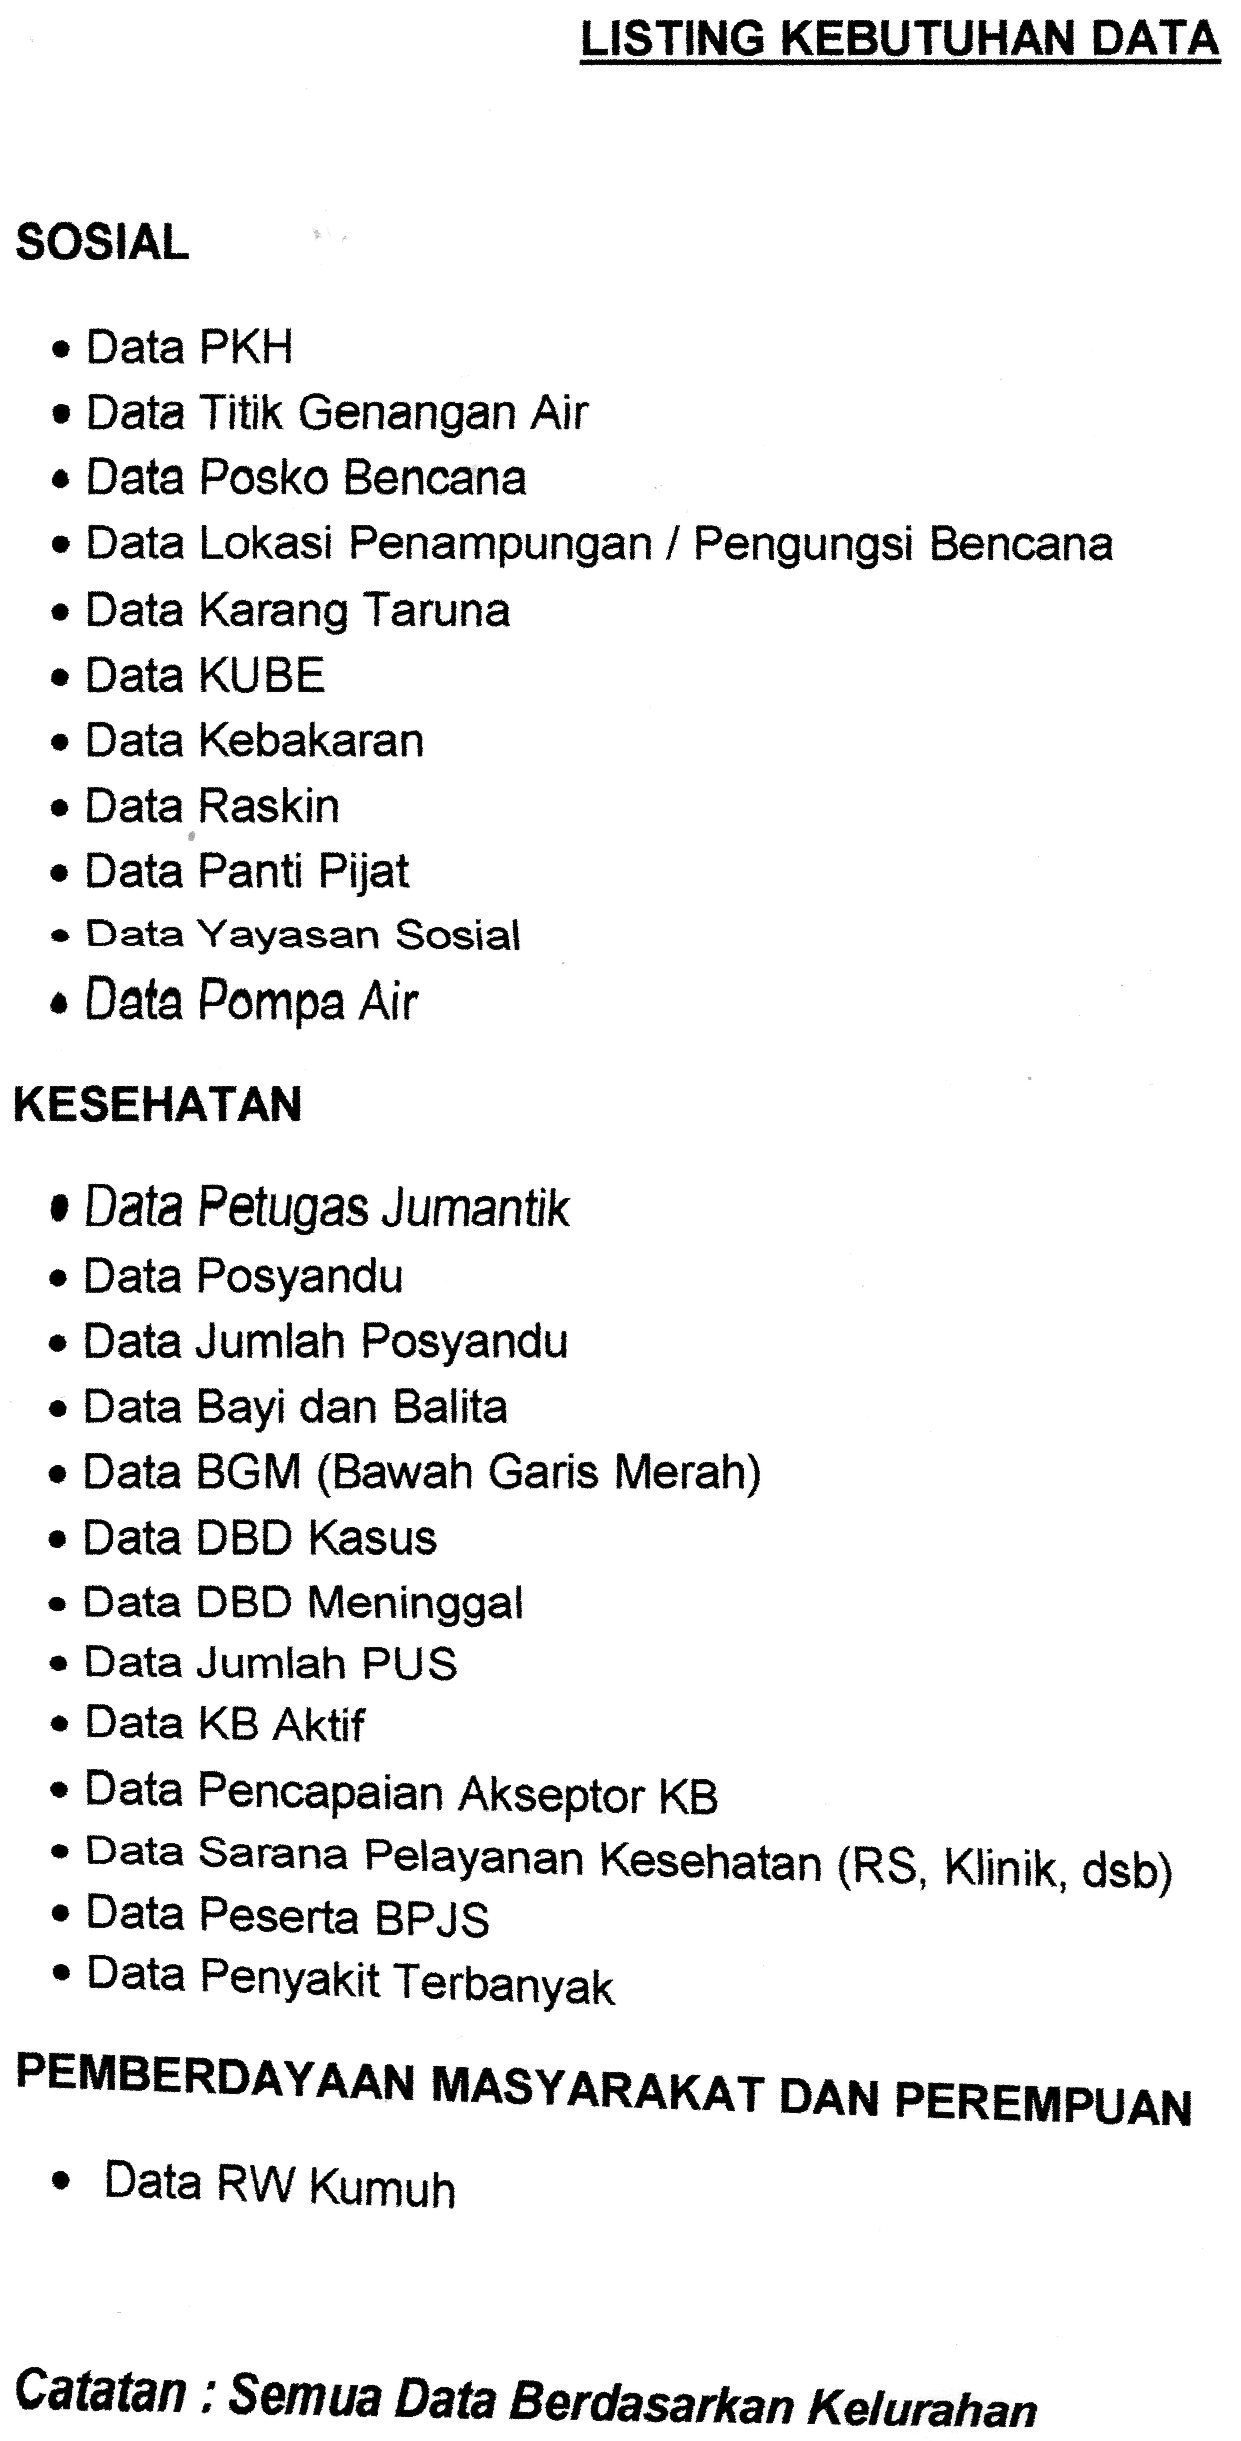 LISTING KEBUTUHAN DATA
SOSIAL
• Data PKH
• Data Titik Genangan Air
• Data Posko Bencana
• Data Lokasi Penampungan / Pengungsi Bencana
• Data Karang Taruna
• Data KUBE
• Data Kebakaran
• Data Raskin
• Data Panti Pijat
• Data Yayasan Sosial
• Data Pompa Air
KESEHATAN
• Data Petugas Jumantik
• Data Posyandu
• Data Jumlah Posyandu
• Data Bayi dan Balita
• Data BGM (Bawah Garis Merah)
• Data DBD Kasus
• Data DBD Meninggal
• Data Jumlah PUS
• Data KB Aktif
• Data Pencapaian Akseptor KB
• Data Sarana Pelayanan Kesehatan (RS, Klinik, dsb)
• Data Peserta BPJS
• Data Penyakit Terbanyak
PEMBERDAYAAN MASYARAKAT DAN PEREMPUAN
• Data RW Kumuh
Catatan : Semua Data Berdasarkan Kelurahan